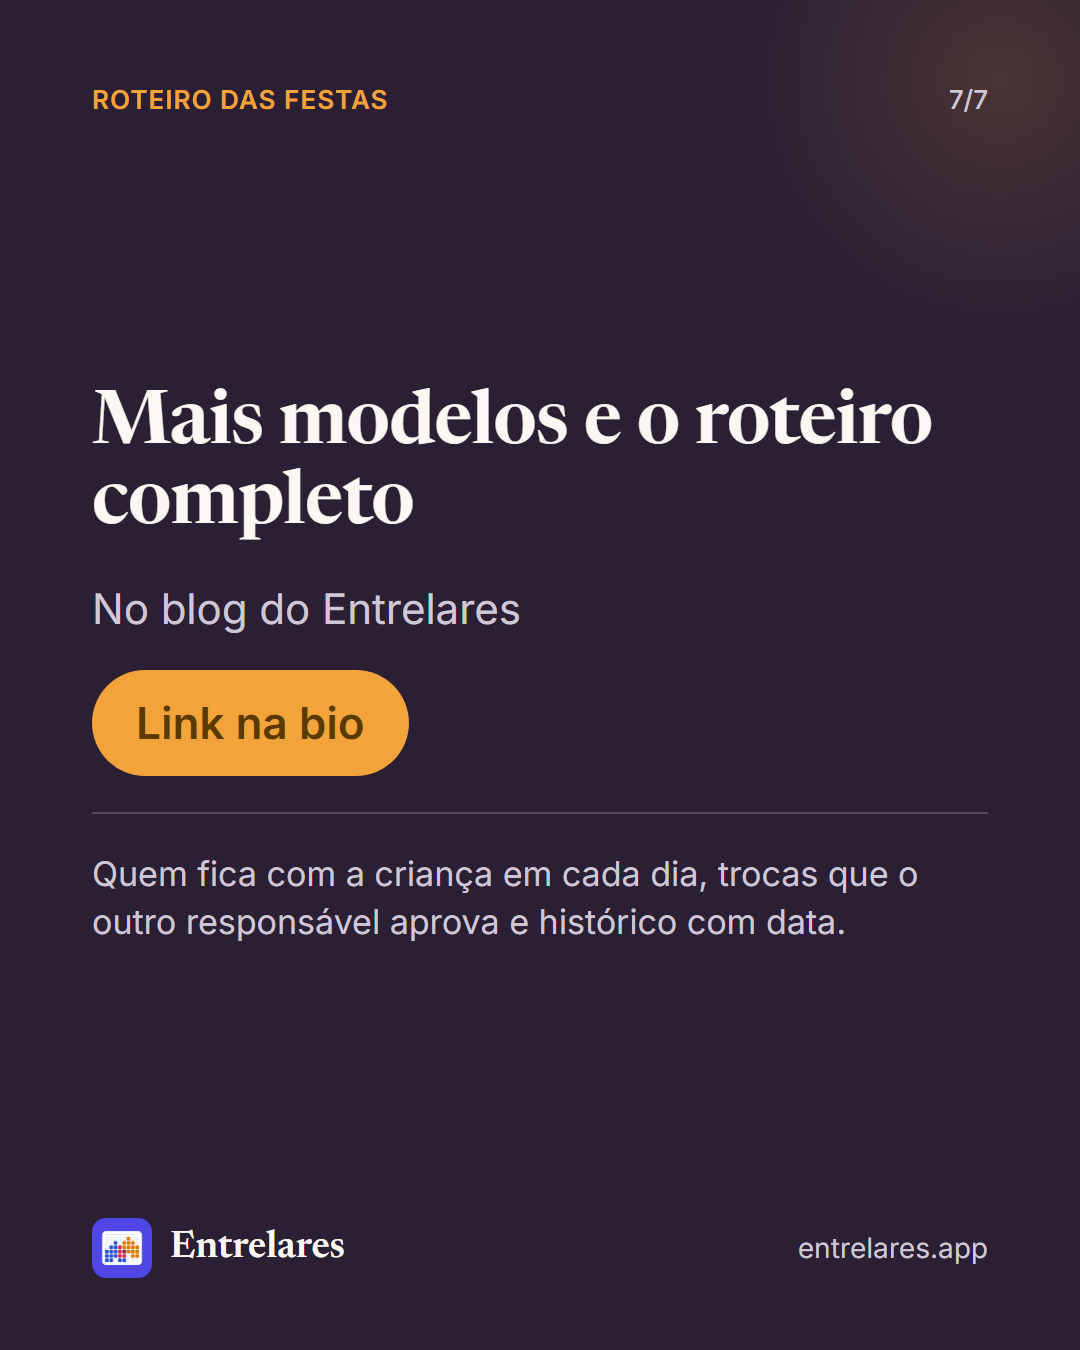 ROTEIRO DAS FESTAS
7/7
Mais modelos e o roteiro
completo
No blog do Entrelares
Link na bio
Quem fica com a criança em cada dia, trocas que o
outro responsável aprova e histórico com data.
Entrelares
entrelares.app